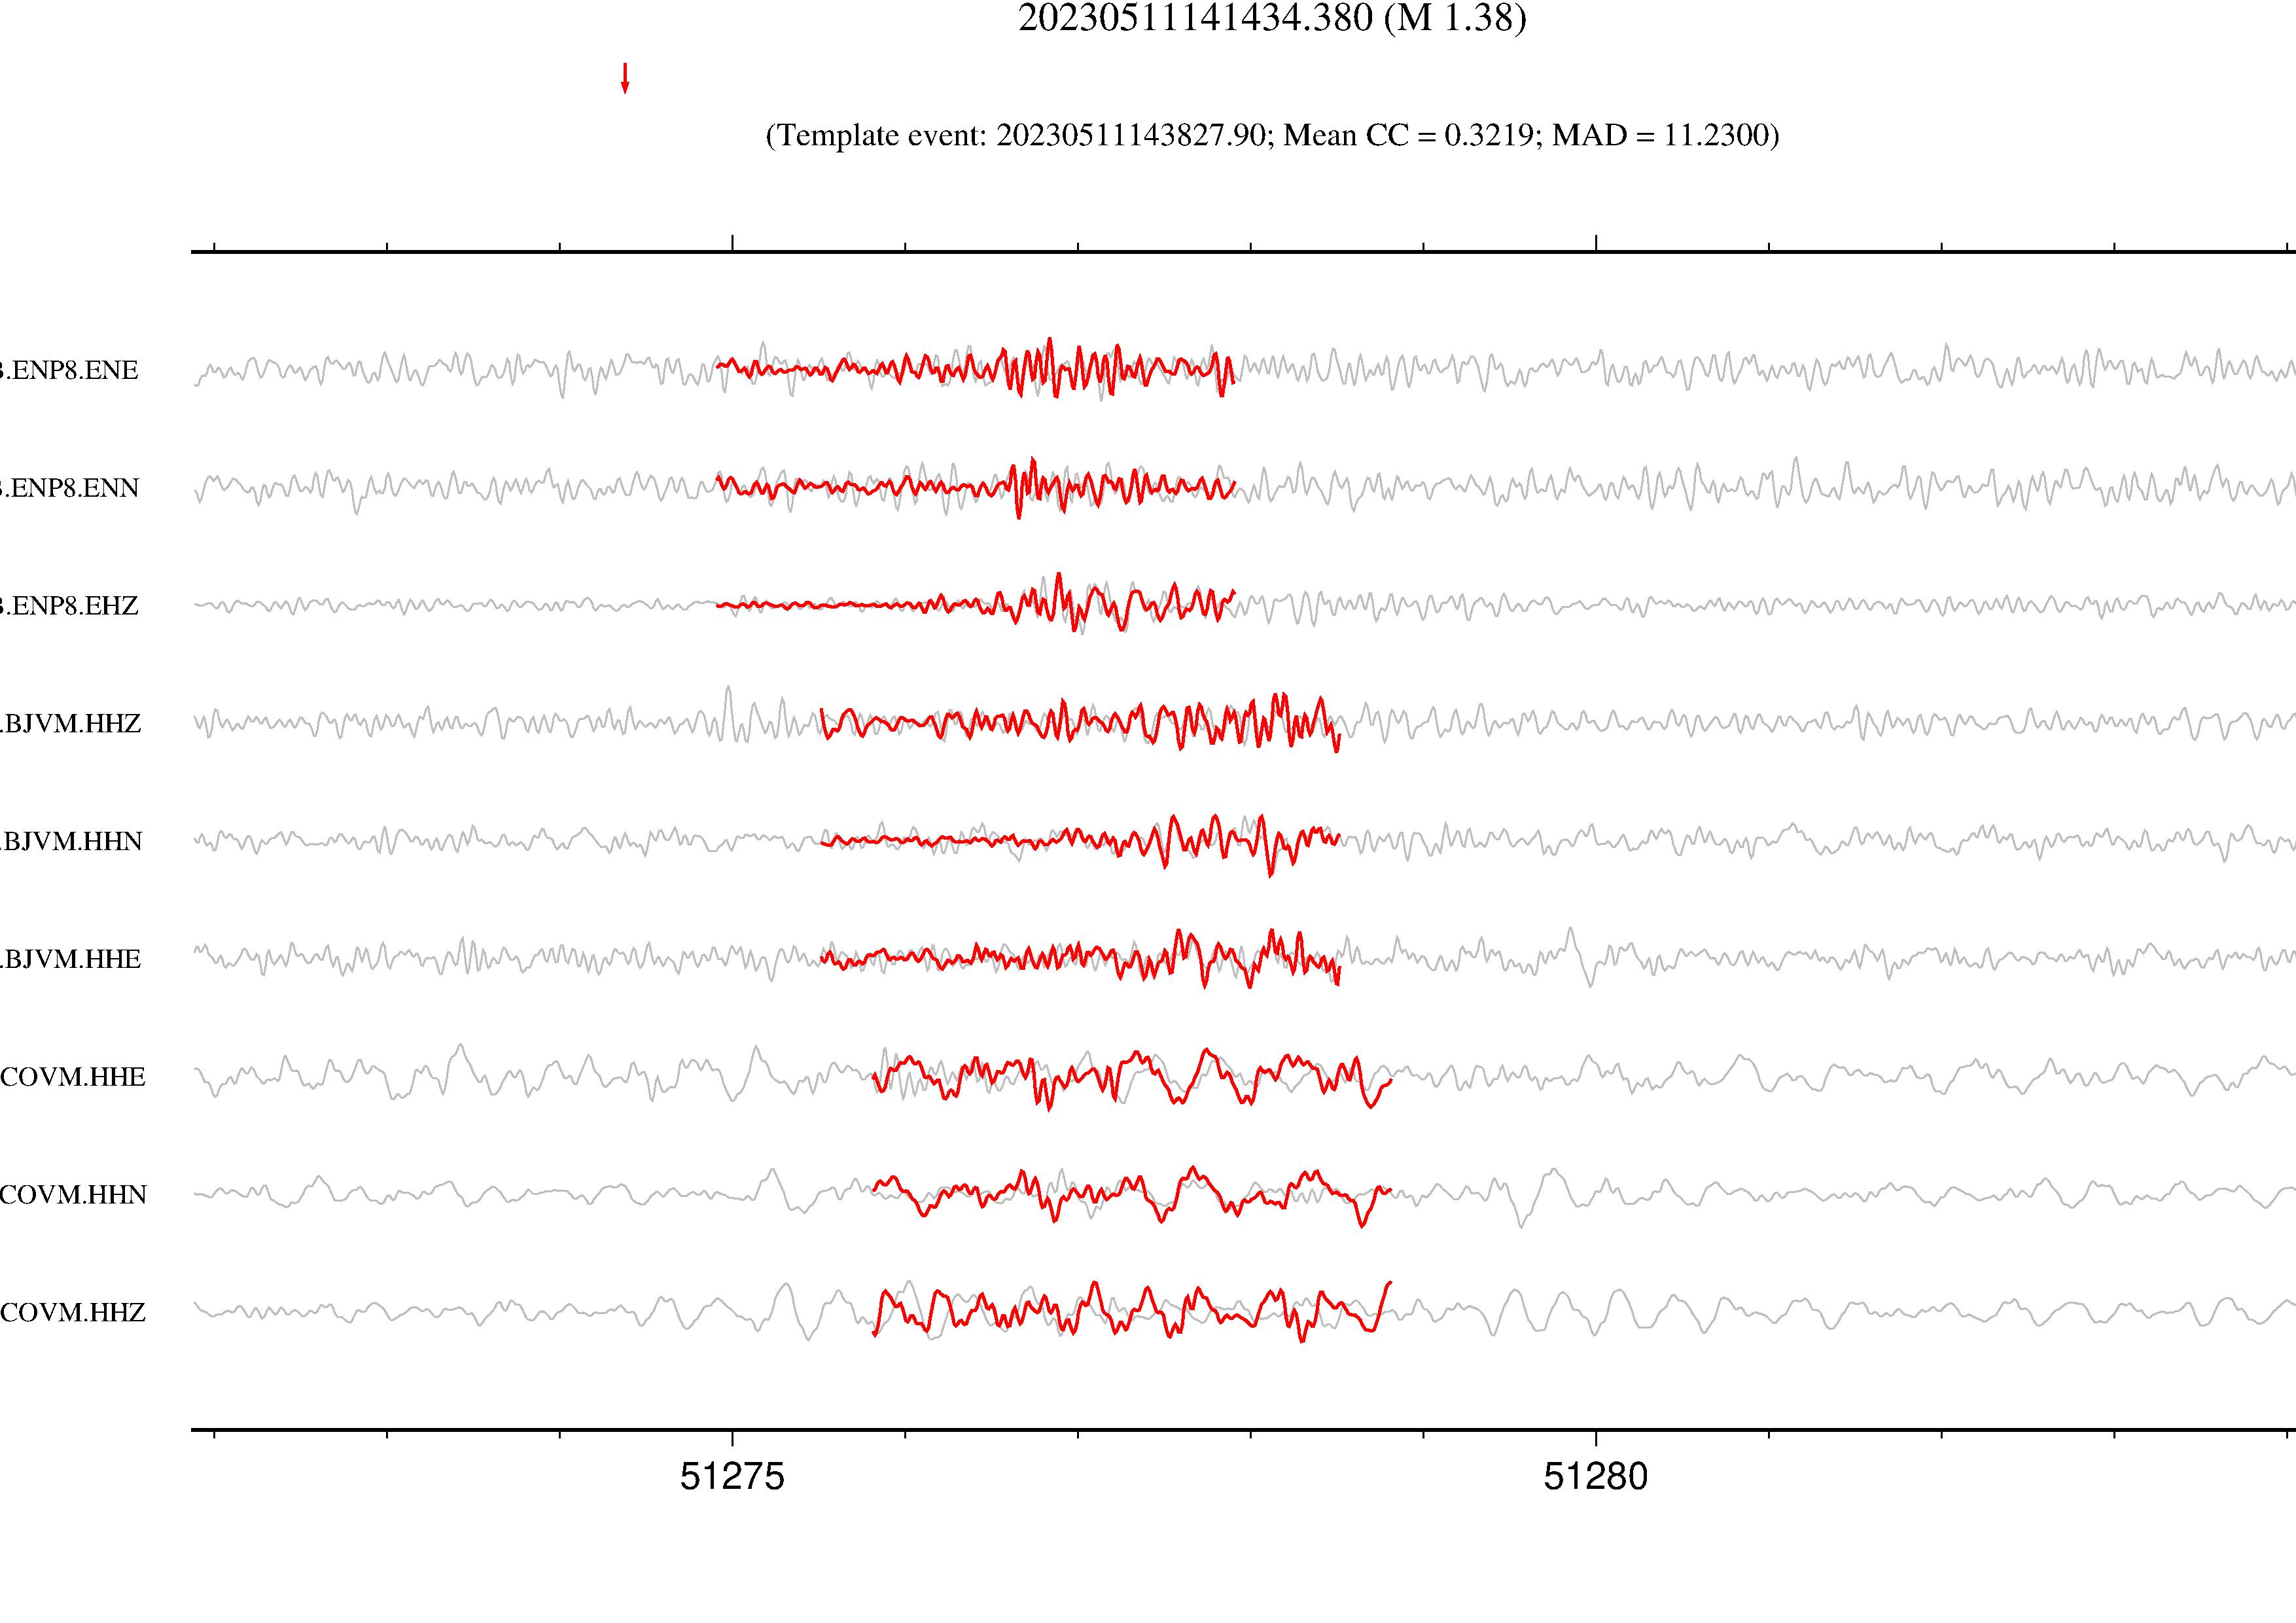 20230511141434.380 (M 1.38)
(Template event: 20230511143827.90; Mean CC = 0.3219; MAD = 11.2300)
.ENP8.ENE
.ENP8.ENN
.ENP8.EHZ
.BJVM.HHZ
.BJVM.HHN
.BJVM.HHE
COVM.HHE
COVM.HHN
COVM.HHZ
51275 51280